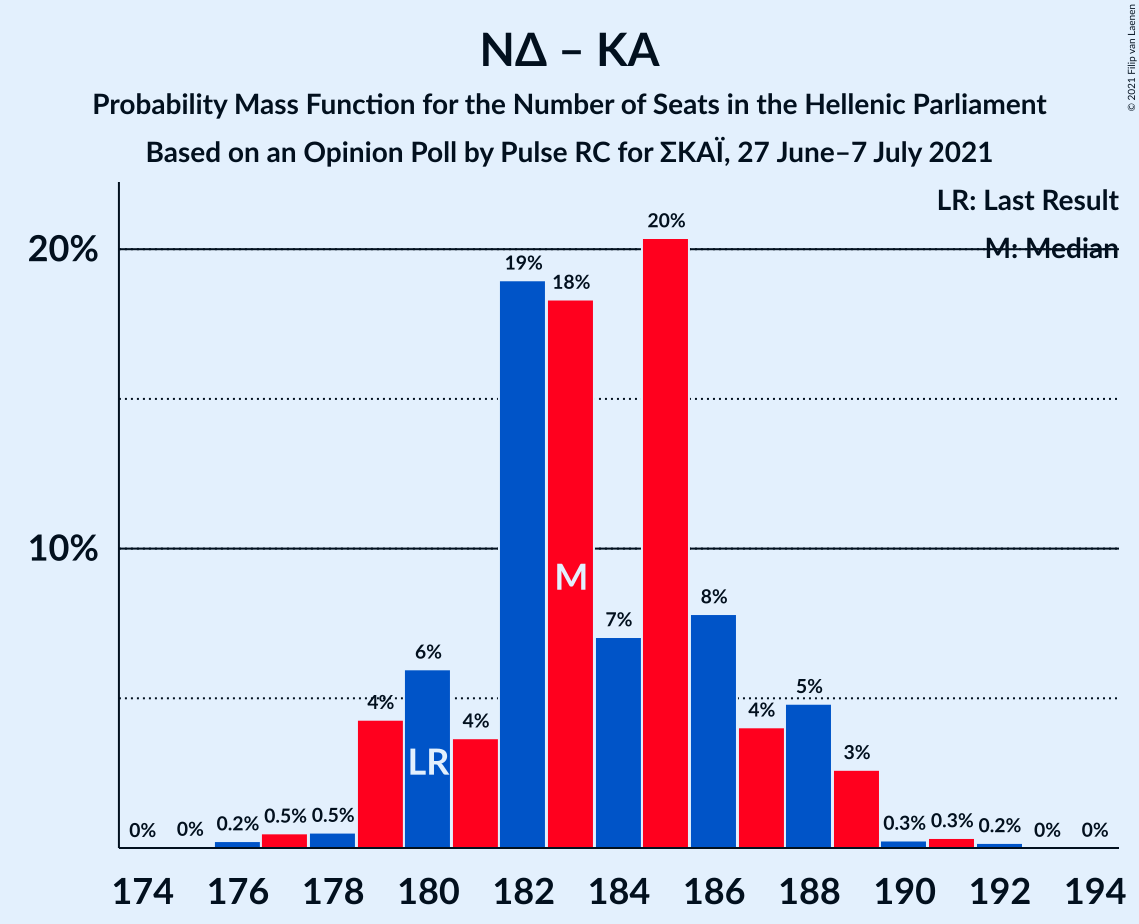 ΝΔ – ΚΑ
Probability Mass Function for the Number of Seats in the Hellenic Parliament
Based on an Opinion Poll by Pulse RC for ΣΚΑΪ, 27 June–7 July 2021
© 2021 Filip van Laenen
LR: Last Result
M: Median
20%
10%
0%
0%
0.2%
0.5%
0.5%
4%
6%
4%
19%
18%
7%
20%
8%
4%
5%
3%
0.3%
0.3%
0.2%
0%
0%
LR
M
174 176 178 180 182 184 186 188 190 192 194